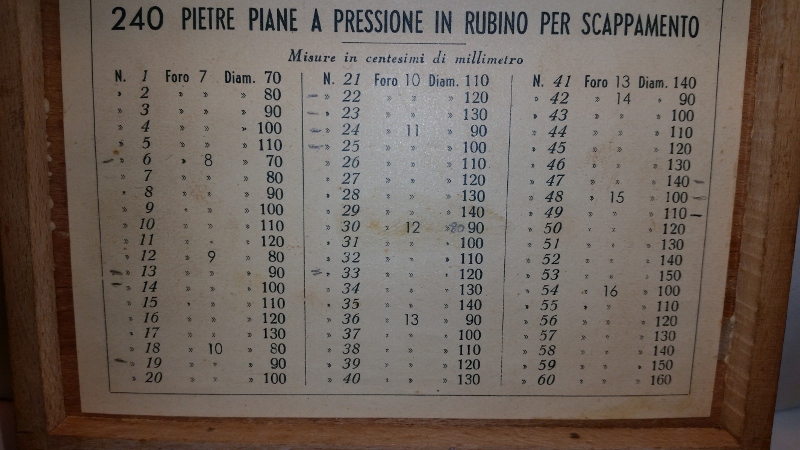 240 PIETRE PIANE A PRESSIONE IN RUBINO PER SCAPPAMENTO
Misure in centesimi di millimetro
N. 1 Foro 7 Diam. 70
» 2 » » » 80
» 3 » » » 90
» 4 » » » 100
» 5 » » » 110
» 6 » 8 » 70
» 7 » » » 80
» 8 » » » 90
» 9 » » » 100
» 10 » » » 110
» 11 » » » 120
» 12 » 9 » 80
» 13 » » » 90
» 14 » » » 100
» 15 » » » 110
» 16 » » » 120
» 17 » » » 130
» 18 » 10 » 80
» 19 » » » 90
» 20 » » » 100
N. 21 Foro 10 Diam. 110
» 22 » » » 120
» 23 » » » 130
» 24 » 11 » 90
» 25 » » » 100
» 26 » » » 110
» 27 » » » 120
» 28 » » » 130
» 29 » » » 140
» 30 » 12 » 80 90
» 31 » » » 100
» 32 » » » 110
» 33 » » » 120
» 34 » » » 130
» 35 » » » 140
» 36 » 13 » 90
» 37 » » » 100
» 38 » » » 110
» 39 » » » 120
» 40 » » » 130
N. 41 Foro 13 Diam. 140
» 42 » 14 » 90
» 43 » » » 100
» 44 » » » 110
» 45 » » » 120
» 46 » » » 130
» 47 » » » 140
» 48 » 15 » 100
» 49 » » » 110
» 50 » » » 120
» 51 » » » 130
» 52 » » » 140
» 53 » » » 150
» 54 » 16 » 100
» 55 » » » 110
» 56 » » » 120
» 57 » » » 130
» 58 » » » 140
» 59 » » » 150
» 60 » » » 160